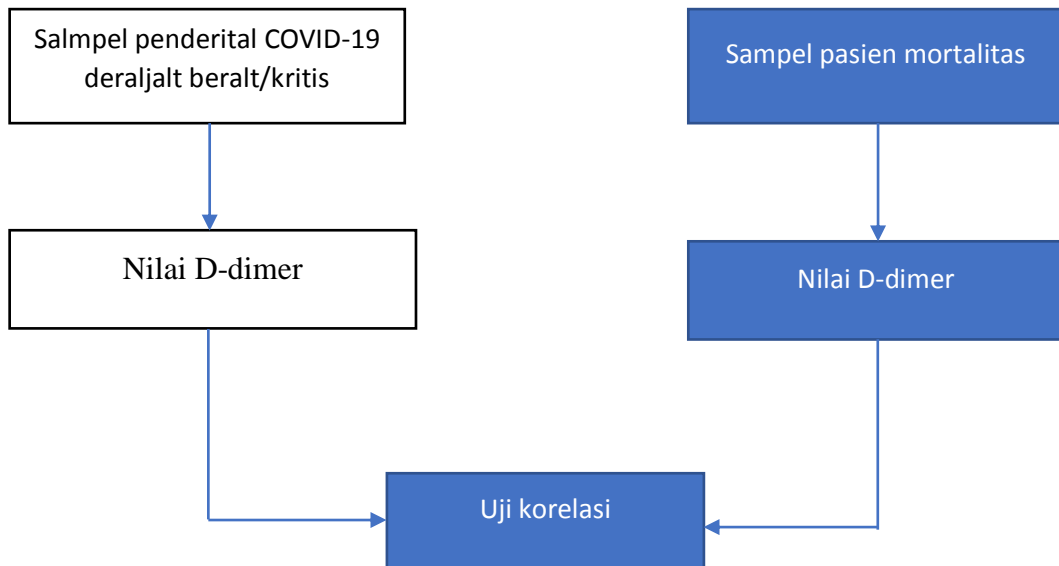 Salmpel penderital COVID-19
deraljalt beralt/kritis
Sampel pasien mortalitas
Nilai D-dimer
Nilai D-dimer
Uji korelasi